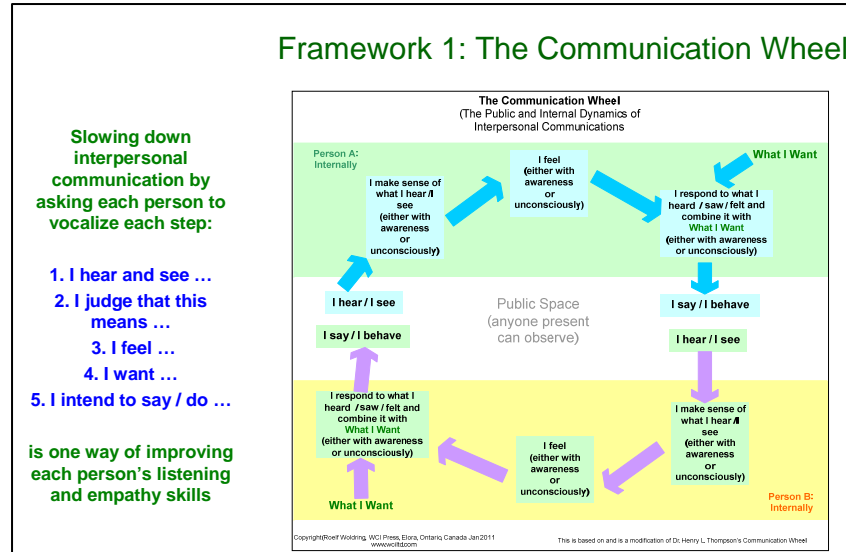 Framework 1: The Communication Wheel
Slowing down
interpersonal
communication by
asking each person to
vocalize each step:
1. I hear and see …
2. I judge that this
means …
3. I feel …
4. I want …
5. I intend to say / do …
is one way of improving
each person's listening
and empathy skills
The Communication Wheel
(The Public and Internal Dynamics of
Interpersonal Communications
Person A:
Internally
I make sense of
what I hear /I
see
(either with
awareness
or
unconsciously)
I feel
(either with
awareness
or
unconsciously)
What I Want
I respond to what I
heard / saw / felt and
combine it with
What I Want
(either with awareness
or unconsciously)
I hear / I see
I say / I behave
Public Space
(anyone present
can observe)
I say / I behave
I hear / I see
I respond to what I
heard / saw / felt and
combine it with
What I Want
(either with awareness
or unconsciously)
What I Want
I feel
(either with
awareness
or
unconsciously)
I make sense of
what I hear /I
see
(either with
awareness
or
unconsciously)
Person B:
Internally
Copyright(Roelf Woldring, WCI Press, Elora, Ontario, Canada Jan 2011
www.wciltd.com
This is based on and is a modification of Dr. Henry L. Thompson's Communication Wheel